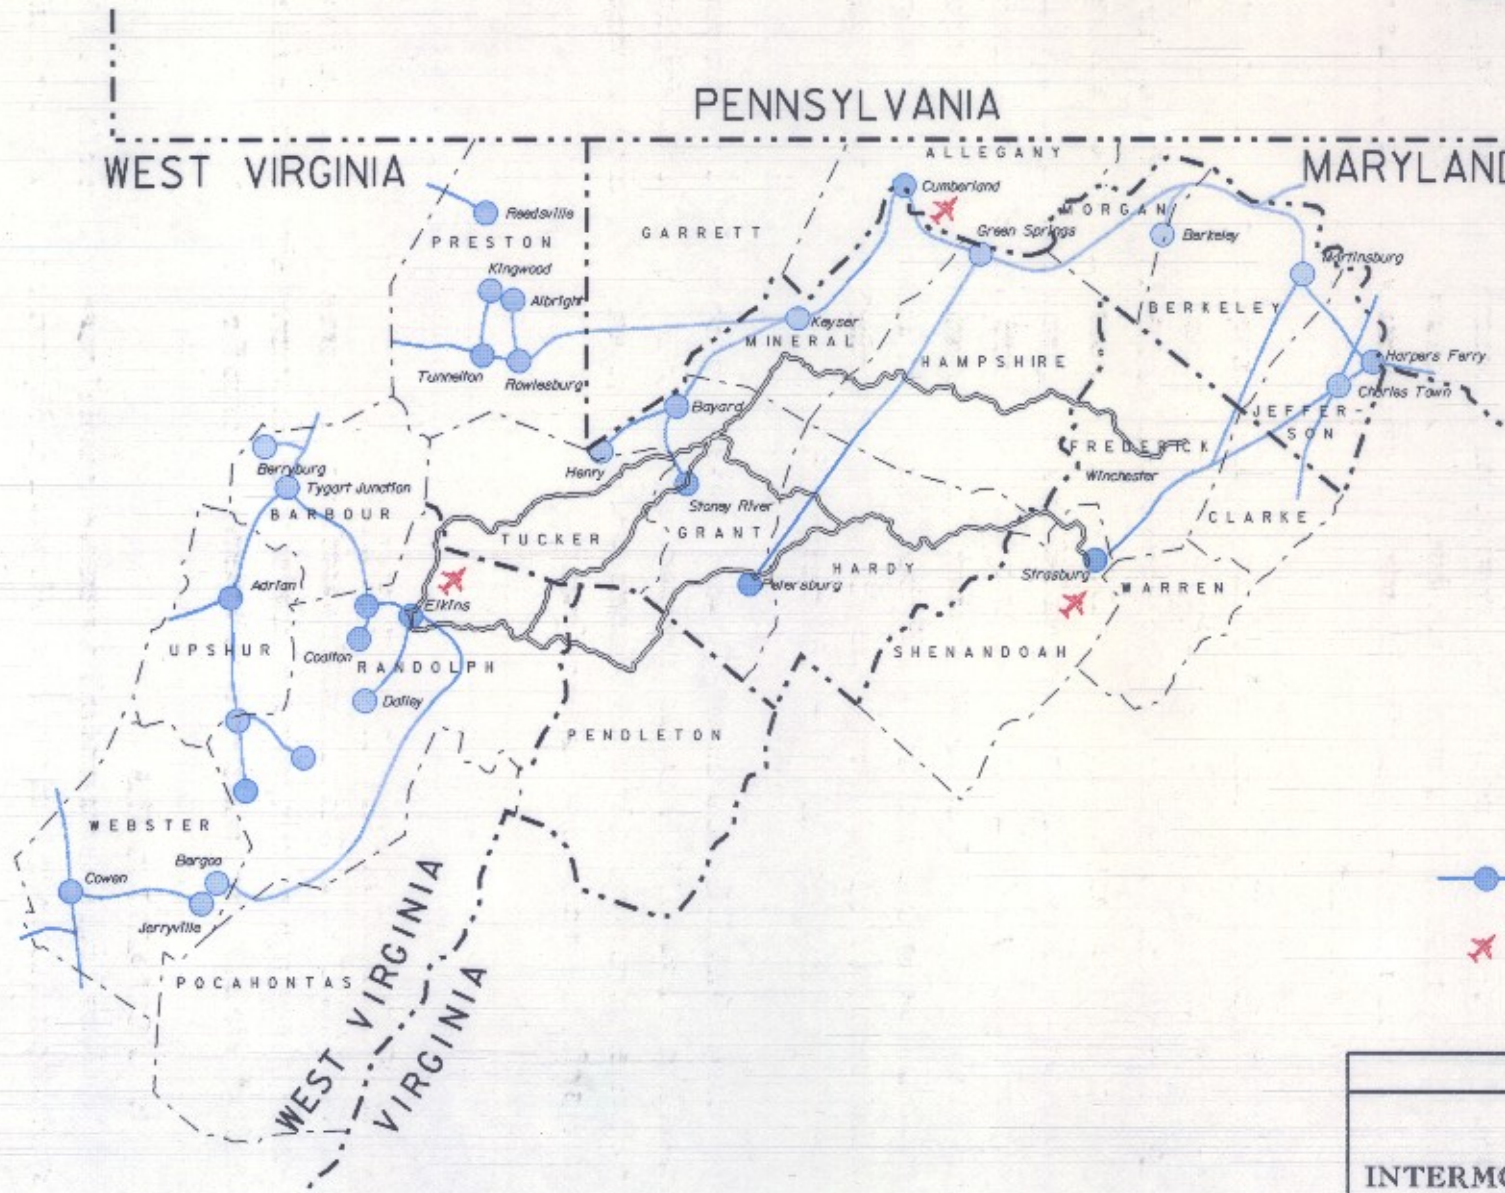 PENNSYLVANIA
ALLEGANY
WEST VIRGINIA
MARYLAND
Cumberland
Reedsville
MORGAN
PRESTON
GARRETT
Green Springs
Berkeley
Kingwood
Martinsburg
Albright
BERKELEY
Keyser
MINERAL
HAMPSHIRE
Harpers Ferry
Tunnelton
Rowlesburg
Charles Town
Bayard
JEFFER-
SON
FREDERICK
Berryburg
Henry
Winchester
Tygart Junction
Stoney River
BARBOUR
CLARKE
TUCKER
GRANT
HARDY
Strasburg
Adrian
Petersburg
WARREN
Elkins
UPSHUR
Coalton
RANDOLPH
SHENANDOAH
Dailey
PENDLETON
WEBSTER
Bergoo
Cowen
Jerryville
POCAHONTAS
WEST VIRGINIA
VIRGINIA